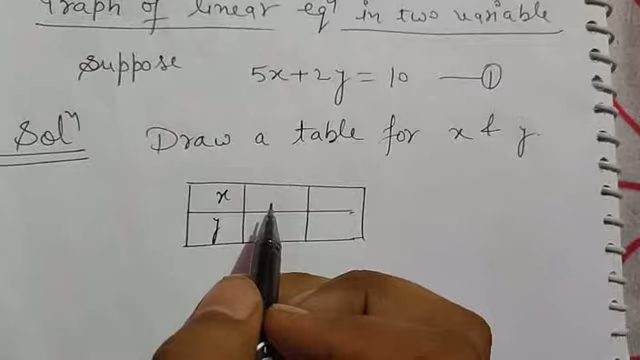 Graph of linear eqⁿ in two variable
Suppose 5x+2y = 10 —①
Solⁿ Draw a table for x & y.
x
y